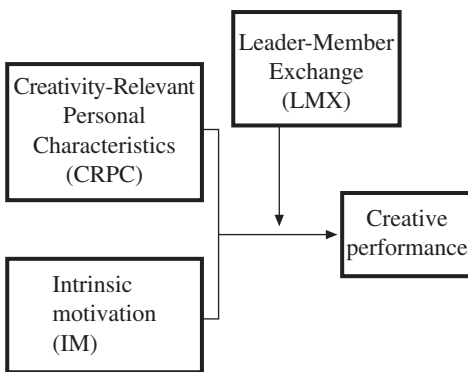 Leader-Member
Exchange
(LMX)
Creativity-Relevant
Personal
Characteristics
(CRPC)
Creative
performance
Intrinsic
motivation
(IM)